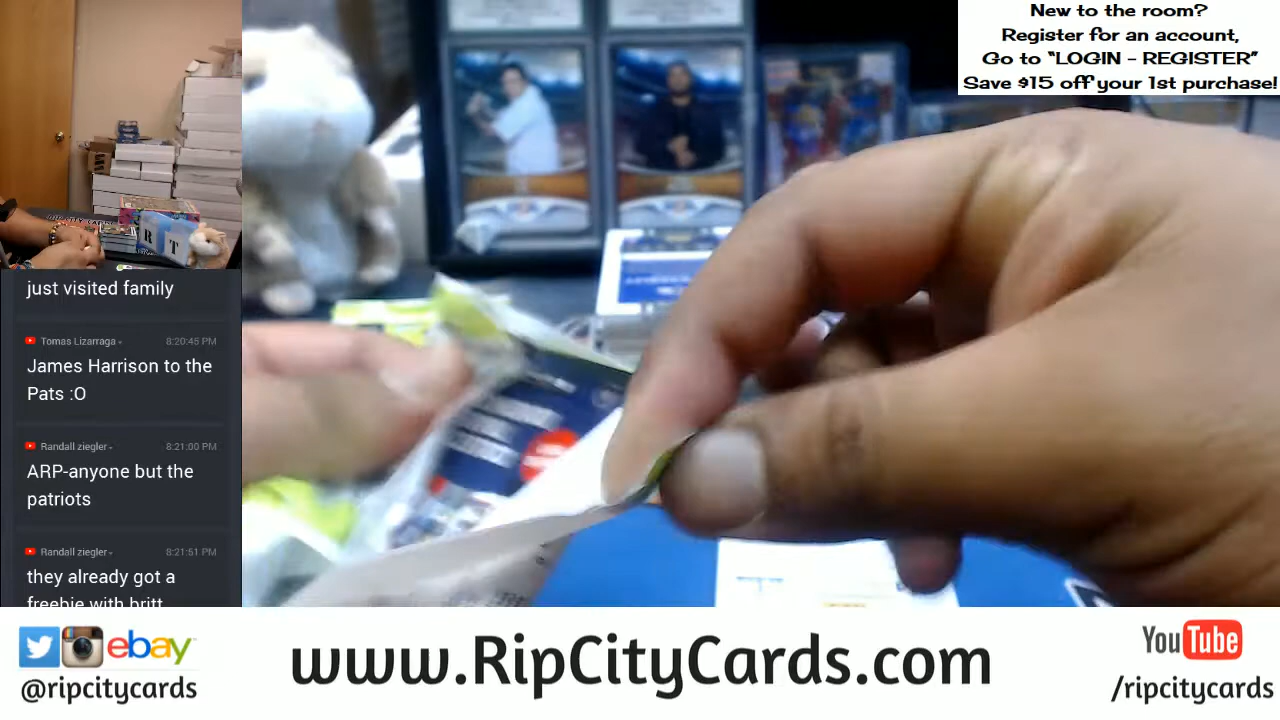 New to the room?
Register for an account,
Go to "LOGIN - REGISTER"
Save $15 off your 1st purchase!
R T
just visited family
Tomas Lizarraga 8:20:45 PM
James Harrison to the
Pats :O
Randall ziegler 8:21:00 PM
ARP-anyone but the
patriots
Randall ziegler 8:21:51 PM
they already got a
freebie with britt
ebay
@ripcitycards
www.RipCityCards.com
YouTube
/ripcitycards